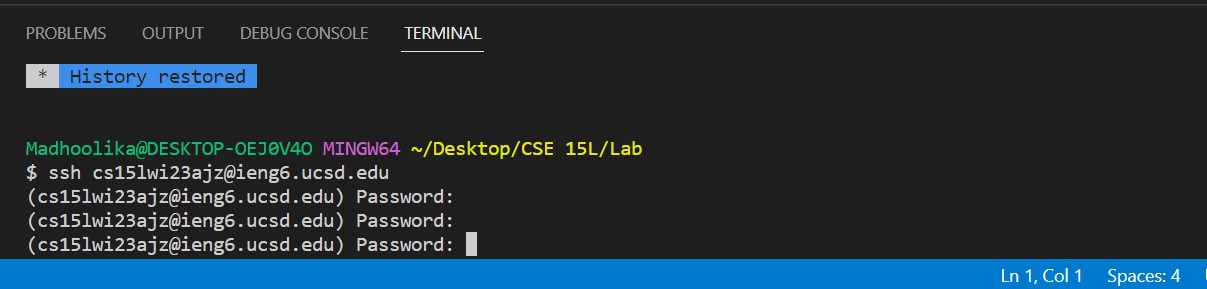 PROBLEMS OUTPUT DEBUG CONSOLE TERMINAL
* History restored
Madhoolika@DESKTOP-OEJ0V4O MINGW64 ~/Desktop/CSE 15L/Lab
$ ssh cs15lwi23ajz@ieng6.ucsd.edu
(cs15lwi23ajz@ieng6.ucsd.edu) Password:
(cs15lwi23ajz@ieng6.ucsd.edu) Password:
(cs15lwi23ajz@ieng6.ucsd.edu) Password:
Ln 1, Col 1 Spaces: 4